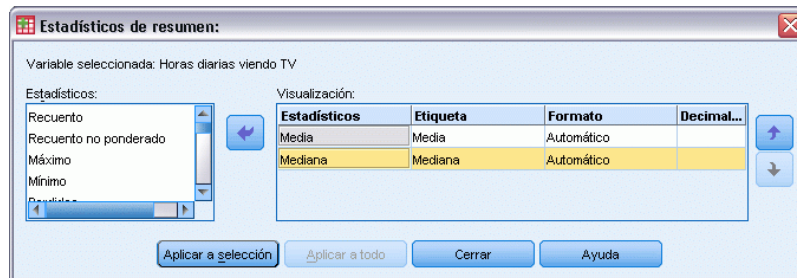 Estadísticos de resumen:
Variable seleccionada: Horas diarias viendo TV
Estadísticos:
Recuento
Recuento no ponderado
Máximo
Mínimo
Perdidos
Visualización:
Estadísticos Etiqueta Formato Decimal...
Media Media Automático
Mediana Mediana Automático
Aplicar a selección Aplicar a todo Cerrar Ayuda